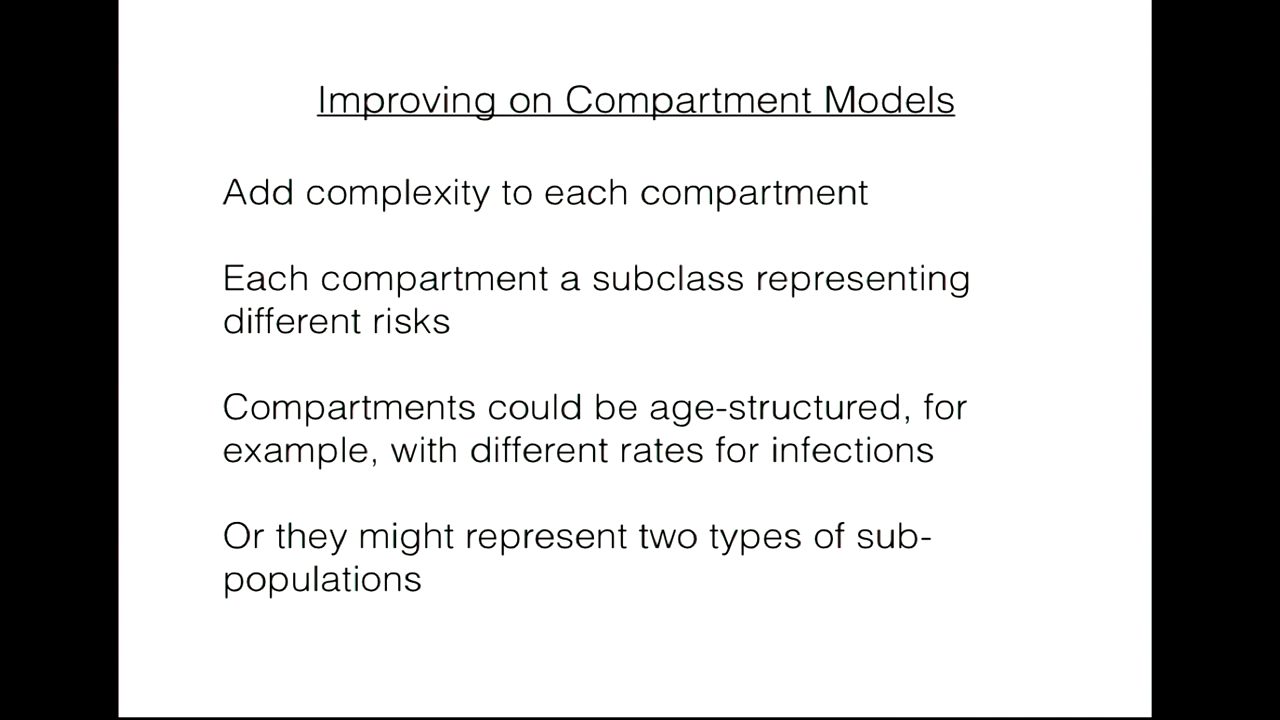 Improving on Compartment Models
Add complexity to each compartment
Each compartment a subclass representing
different risks
Compartments could be age-structured, for
example, with different rates for infections
Or they might represent two types of sub-
populations